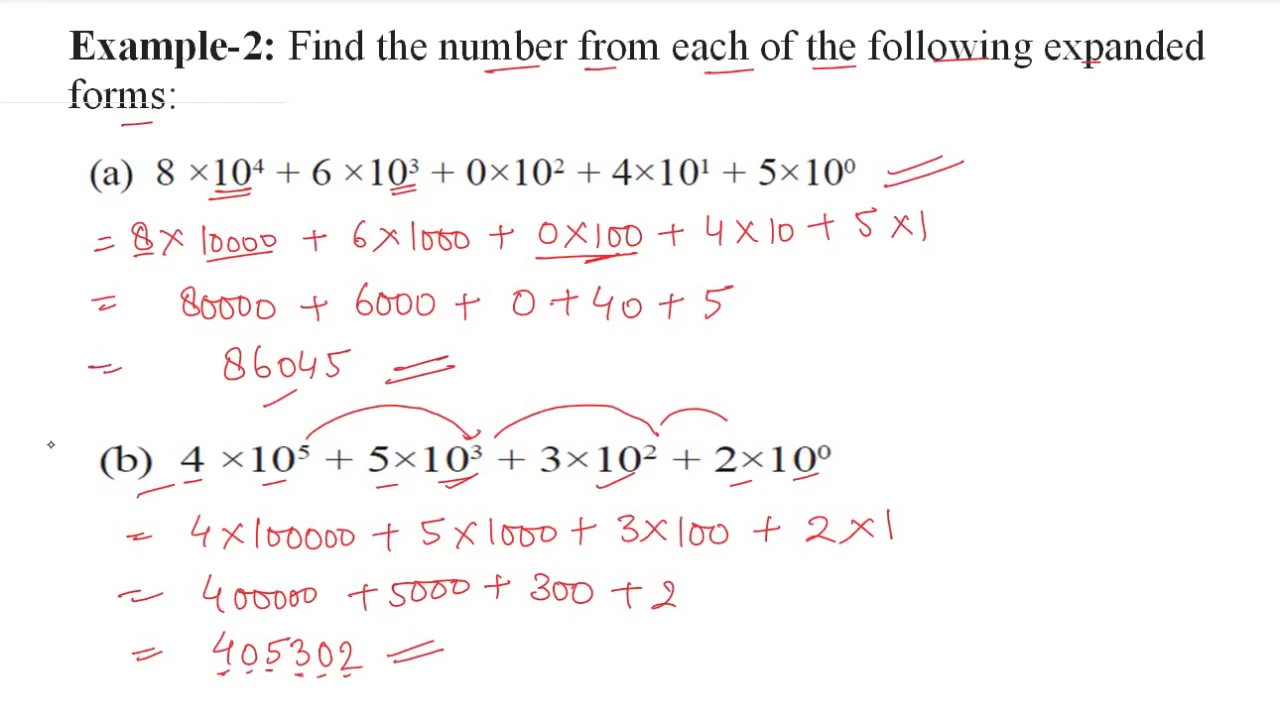 Example-2: Find the number from each of the following expanded
forms:
(a) 8 ×10⁴ + 6 ×10³ + 0×10² + 4×10¹ + 5×10⁰
= 8 × 10000 + 6 × 1000 + 0 × 100 + 4 × 10 + 5 × 1
= 80000 + 6000 + 0 + 40 + 5
= 86045
(b) 4 ×10⁵ + 5×10³ + 3×10² + 2×10⁰
= 4 × 100000 + 5 × 1000 + 3 × 100 + 2 × 1
= 400000 + 5000 + 300 + 2
= 405302